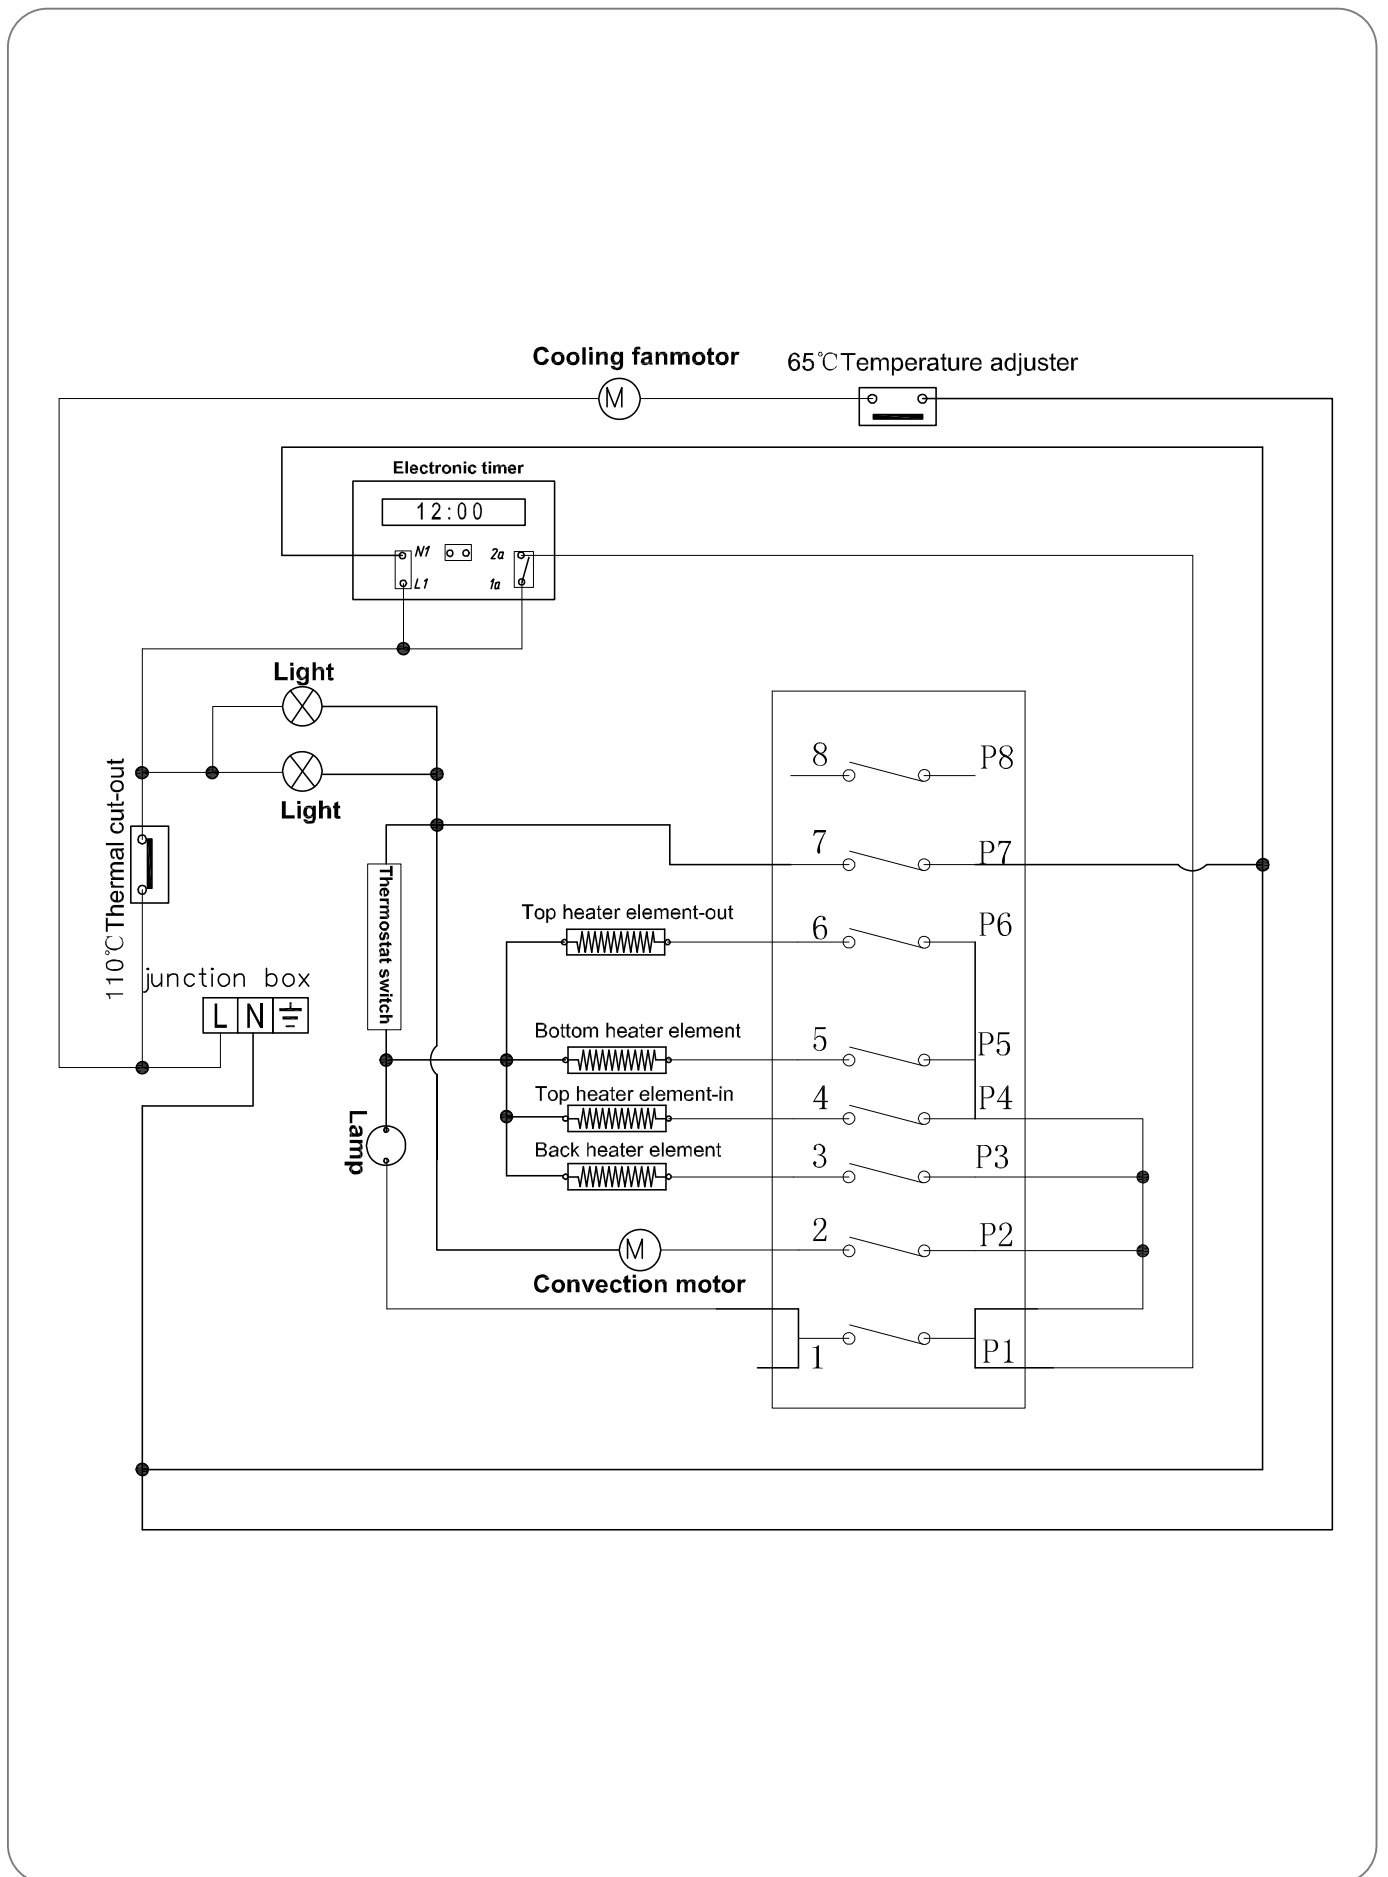 Cooling fanmotor
65℃Temperature adjuster
M
Electronic timer
12:00
N1
2a
L1
1a
Light
Light
110℃Thermal cut-out
8
P8
7
P7
Thermostat switch
Top heater element-out
6
P6
junction box
L N
Bottom heater element
5
P5
Top heater element-in
4
P4
Lamp
Back heater element
3
P3
2
P2
M
Convection motor
1
P1